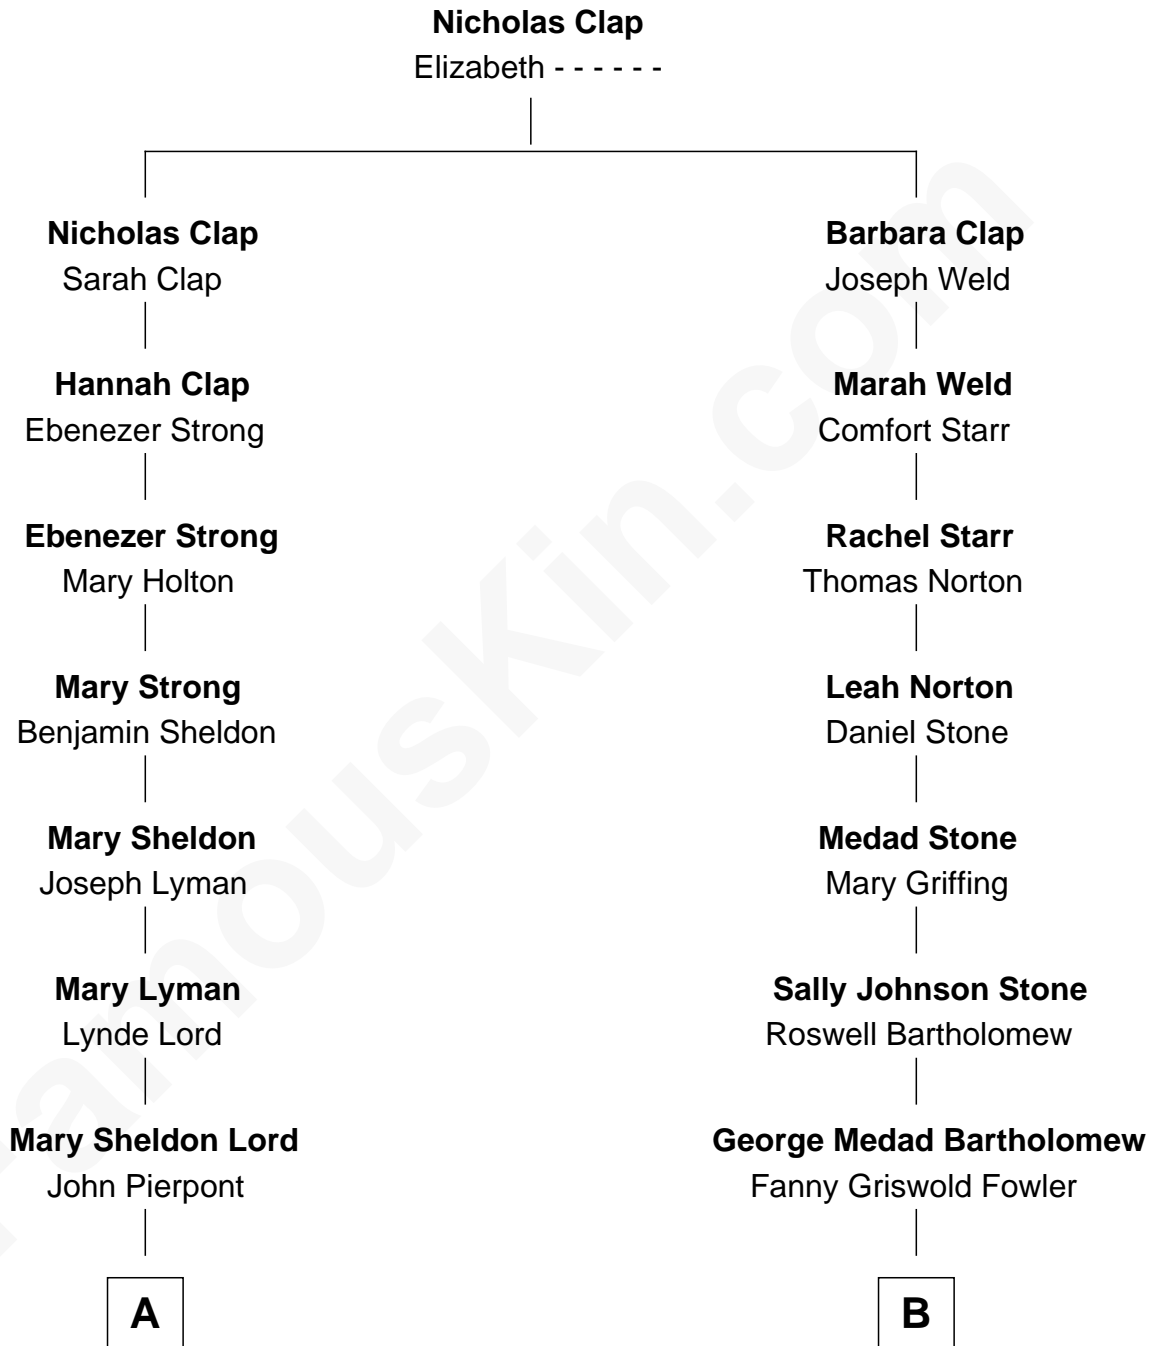 Nicholas Clap
Elizabeth - - - - - -
Nicholas Clap
Sarah Clap
Hannah Clap
Ebenezer Strong
Ebenezer Strong
Mary Holton
Mary Strong
Benjamin Sheldon
Mary Sheldon
Joseph Lyman
Mary Lyman
Lynde Lord
Mary Sheldon Lord
John Pierpont
A
Barbara Clap
Joseph Weld
Marah Weld
Comfort Starr
Rachel Starr
Thomas Norton
Leah Norton
Daniel Stone
Medad Stone
Mary Griffing
Sally Johnson Stone
Roswell Bartholomew
George Medad Bartholomew
Fanny Griswold Fowler
B
FamousKin.com